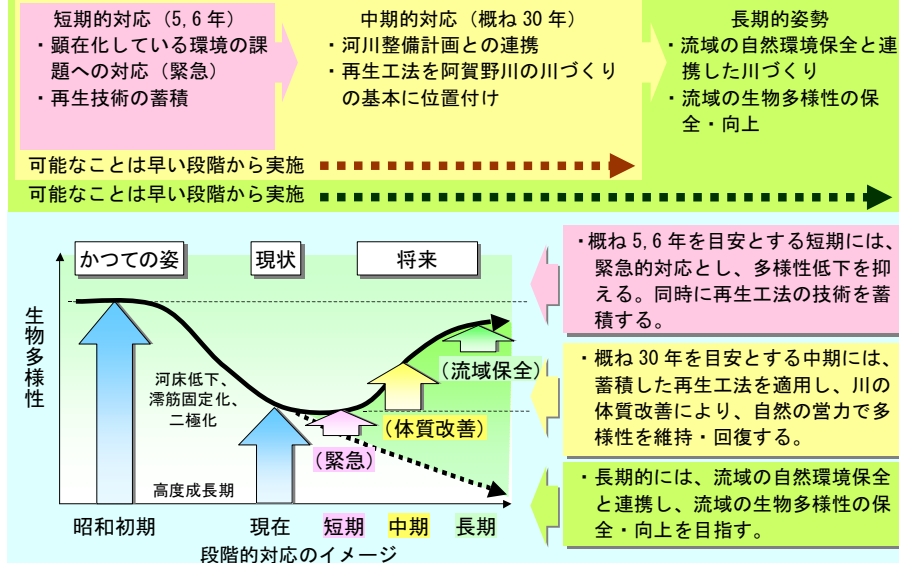 短期的対応（5,6年）
・顕在化している環境の課
題への対応（緊急）
・再生技術の蓄積
中期的対応（概ね30年）
・河川整備計画との連携
・再生工法を阿賀野川の川づくり
の基本に位置付け
長期的姿勢
・流域の自然環境保全と連
携した川づくり
・流域の生物多様性の保
全・向上
可能なことは早い段階から実施
可能なことは早い段階から実施
かつての姿
現状
将来
生物多様性
河床低下、
澪筋固定化、
二極化
高度成長期
（緊急）
（体質改善）
（流域保全）
昭和初期
現在
短期
中期
長期
段階的対応のイメージ
・概ね5,6年を目安とする短期には、
緊急的対応とし、多様性低下を抑
える。同時に再生工法の技術を蓄
積する。
・概ね30年を目安とする中期には、
蓄積した再生工法を適用し、川の
体質改善により、自然の営力で多
様性を維持・回復する。
・長期的には、流域の自然環境保全
と連携し、流域の生物多様性の保
全・向上を目指す。